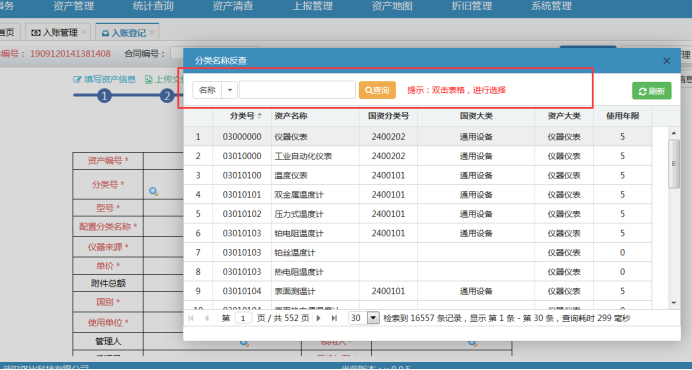 事务 资产管理 统计查询 资产清查 上报管理 资产地图 折旧管理 系统管理
首页 入账管理 × 入账登记 ×
编号： 1909120141381408 合同编号：
填写资产信息 上传文
1 2
分类名称反查 ×
名称 查询 提示：双击表格，进行选择 刷新
分类号 资产名称 国资分类号 国资大类 资产大类 使用年限
1 03000000 仪器仪表 2400202 通用设备 仪器仪表 5
2 03010000 工业自动化仪表 2400202 通用设备 仪器仪表 5
3 03010100 温度仪表 2400101 通用设备 仪器仪表 5
4 03010101 双金属温度计 2400101 通用设备 仪器仪表 5
5 03010102 压力式温度计 2400101 通用设备 仪器仪表 5
6 03010103 铂电阻温度计 2400101 通用设备 仪器仪表 5
7 03010103 铂丝温度计 仪器仪表 0
8 03010103 热电阻温度计 仪器仪表 0
9 03010104 表面测温计 2400101 通用设备 仪器仪表 5
第 1 页 / 共 552 页 30 检索到 16557 条记录，显示 第 1 条 - 第 30 条，查询耗时 299 毫秒
资产编号 *
分类号 *
型号 *
配置分类名称 *
仪器来源 *
单价 *
附件总额
国别 *
使用单位 *
管理人